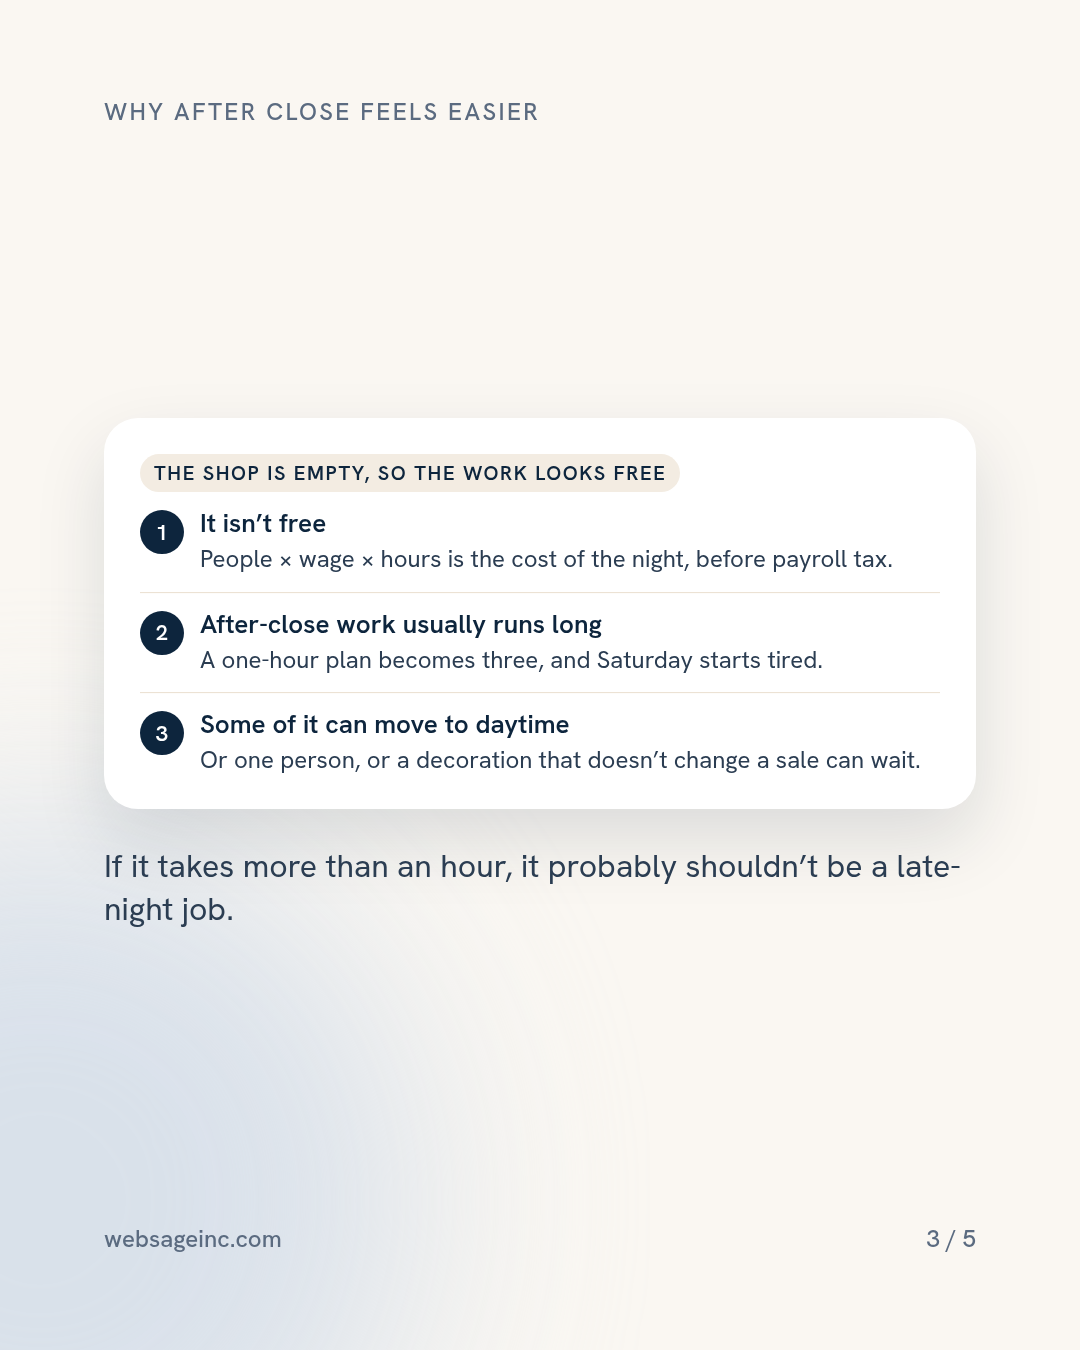 WHY AFTER CLOSE FEELS EASIER
THE SHOP IS EMPTY, SO THE WORK LOOKS FREE
1 It isn’t free
People × wage × hours is the cost of the night, before payroll tax.
2 After-close work usually runs long
A one-hour plan becomes three, and Saturday starts tired.
3 Some of it can move to daytime
Or one person, or a decoration that doesn’t change a sale can wait.
If it takes more than an hour, it probably shouldn’t be a late-
night job.
websageinc.com
3 / 5